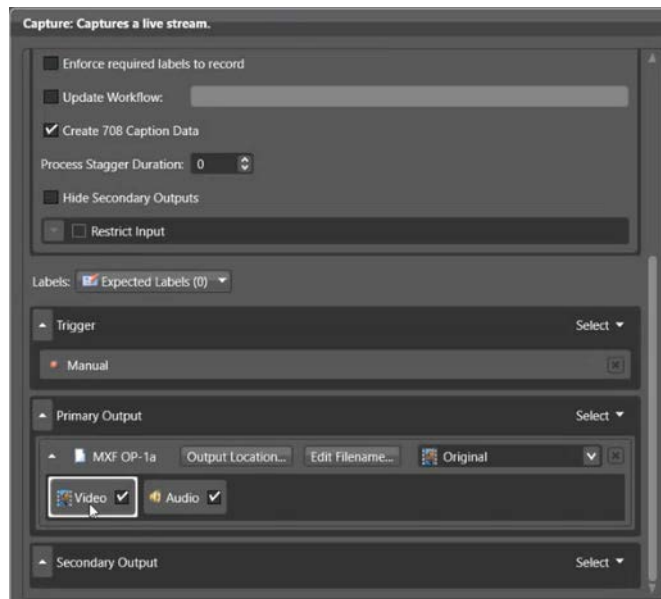 Capture: Captures a live stream.
Enforce required labels to record
Update Workflow:
Create 708 Caption Data
Process Stagger Duration: 0
Hide Secondary Outputs
Restrict Input
Labels: Expected Labels (0)
Trigger Select
Manual
Primary Output Select
MXF OP-1a Output Location... Edit Filename... Original
Video Audio
Secondary Output Select